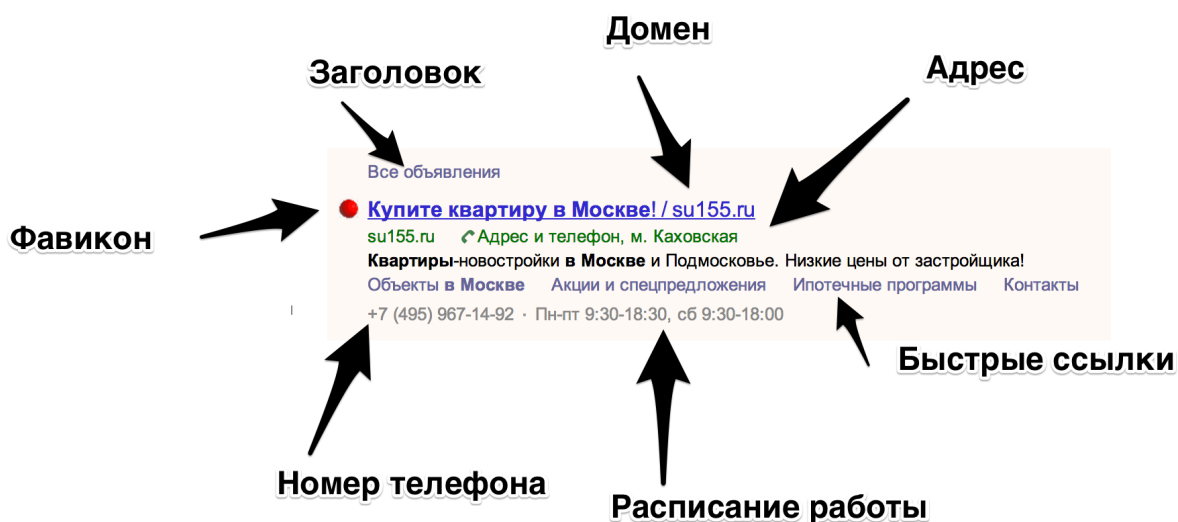 Домен
Заголовок
Адрес
Все объявления
Купите квартиру в Москве! / su155.ru
Фавикон
su155.ru Адрес и телефон, м. Каховская
Квартиры-новостройки в Москве и Подмосковье. Низкие цены от застройщика!
Объекты в Москве Акции и спецпредложения Ипотечные программы Контакты
+7 (495) 967-14-92 · Пн-пт 9:30-18:30, сб 9:30-18:00
Быстрые ссылки
Номер телефона
Расписание работы